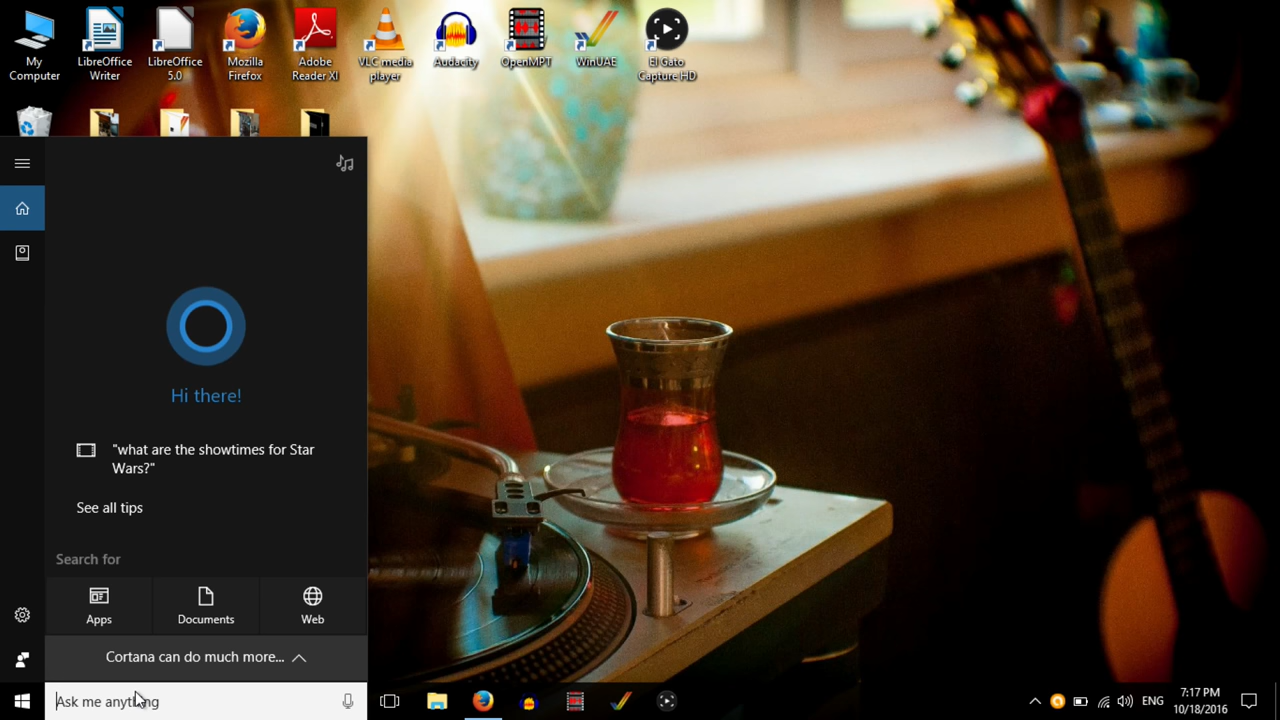 My
Computer
LibreOffice
Writer
LibreOffice
5.0
Mozilla
Firefox
Adobe
Reader XI
VLC media
player
Audacity
OpenMPT
WinUAE
El Gato
Capture HD
Hi there!
"what are the showtimes for Star
Wars?"
See all tips
Search for
Apps
Documents
Web
Cortana can do much more...
Ask me anything
ENG
7:17 PM
10/18/2016